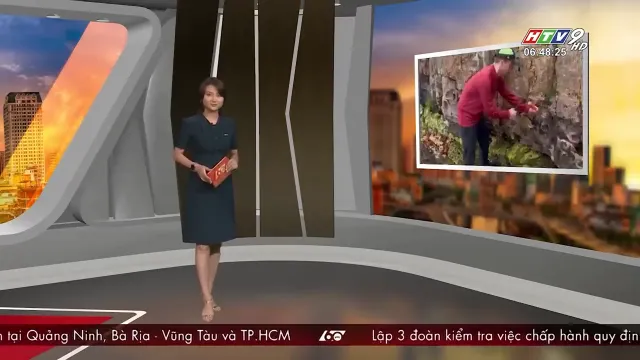 HTV9 HD
06:48:25
n tại Quảng Ninh, Bà Rịa - Vũng Tàu và TP.HCM 60 Lập 3 đoàn kiểm tra việc chấp hành quy địn